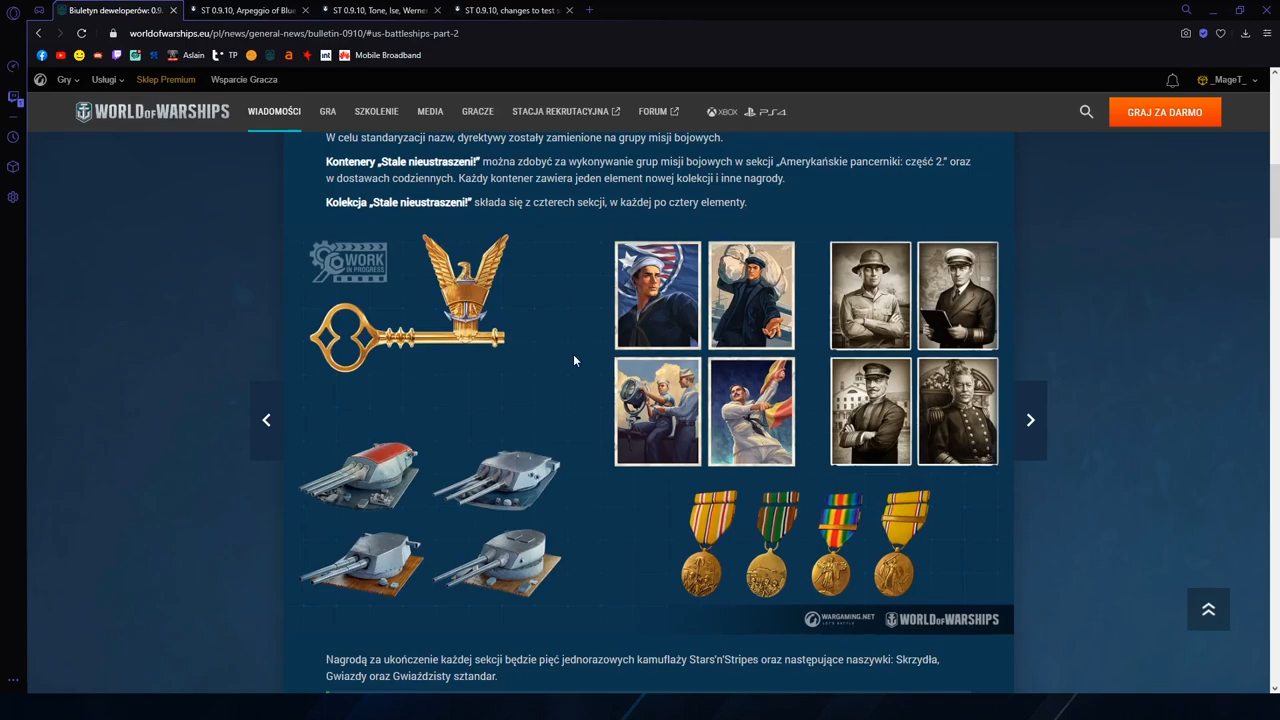 Biuletyn deweloperów: 0.9.
ST 0.9.10, Arpeggio of Blue
ST 0.9.10, Tone, Ise, Werner
ST 0.9.10, changes to test s
worldofwarships.eu/pl/news/general-news/bulletin-0910/#us-battleships-part-2
Aslain
TP
int
Mobile Broadband
Gry
Usługi
Sklep Premium
Wsparcie Gracza
_MageT_
WORLD OF WARSHIPS
WIADOMOŚCI
GRA
SZKOLENIE
MEDIA
GRACZE
STACJA REKRUTACYJNA
FORUM
XBOX
PS4
GRAJ ZA DARMO
W celu standaryzacji nazw, dyrektywy zostały zamienione na grupy misji bojowych.
Kontenery „Stale nieustraszeni!” można zdobyć za wykonywanie grup misji bojowych w sekcji „Amerykańskie pancerniki: część 2.” oraz
w dostawach codziennych. Każdy kontener zawiera jeden element nowej kolekcji i inne nagrody.
Kolekcja „Stale nieustraszeni!” składa się z czterech sekcji, w każdej po cztery elementy.
WORK
IN PROGRESS
WARGAMING.NET
LET'S BATTLE
WORLD OF WARSHIPS
Nagrodą za ukończenie każdej sekcji będzie pięć jednorazowych kamuflaży Stars'n'Stripes oraz następujące naszywki: Skrzydła,
Gwiazdy oraz Gwiaździsty sztandar.